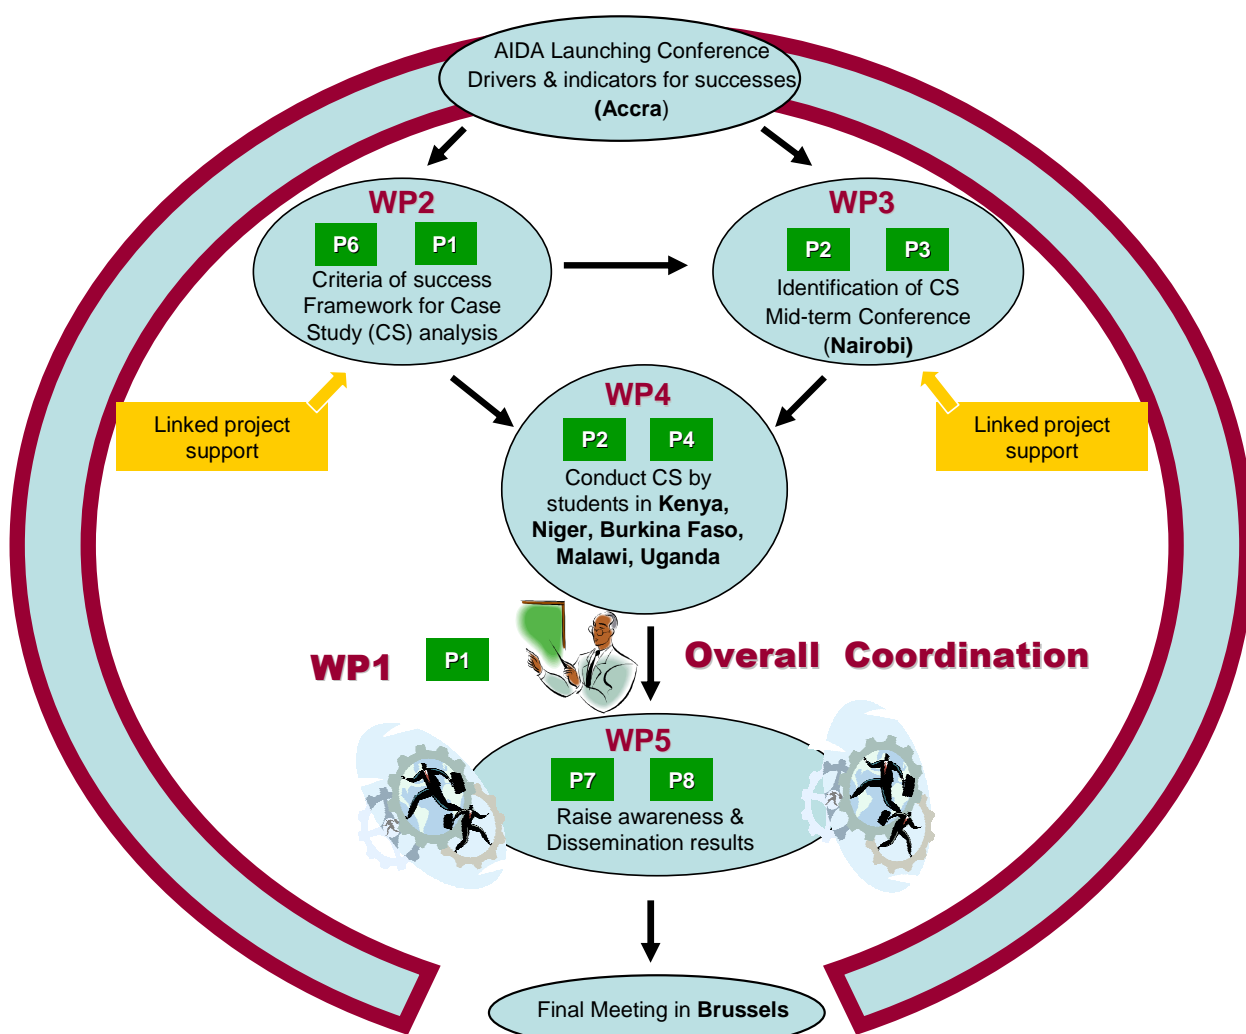 AIDA Launching Conference
Drivers & indicators for successes
(Accra)
WP2
P6 P1
Criteria of success
Framework for Case
Study (CS) analysis
WP3
P2 P3
Identification of CS
Mid-term Conference
(Nairobi)
Linked project
support
WP4
P2 P4
Conduct CS by
students in Kenya,
Niger, Burkina Faso,
Malawi, Uganda
Linked project
support
WP1 P1 Overall Coordination
WP5
P7 P8
Raise awareness &
Dissemination results
Final Meeting in Brussels